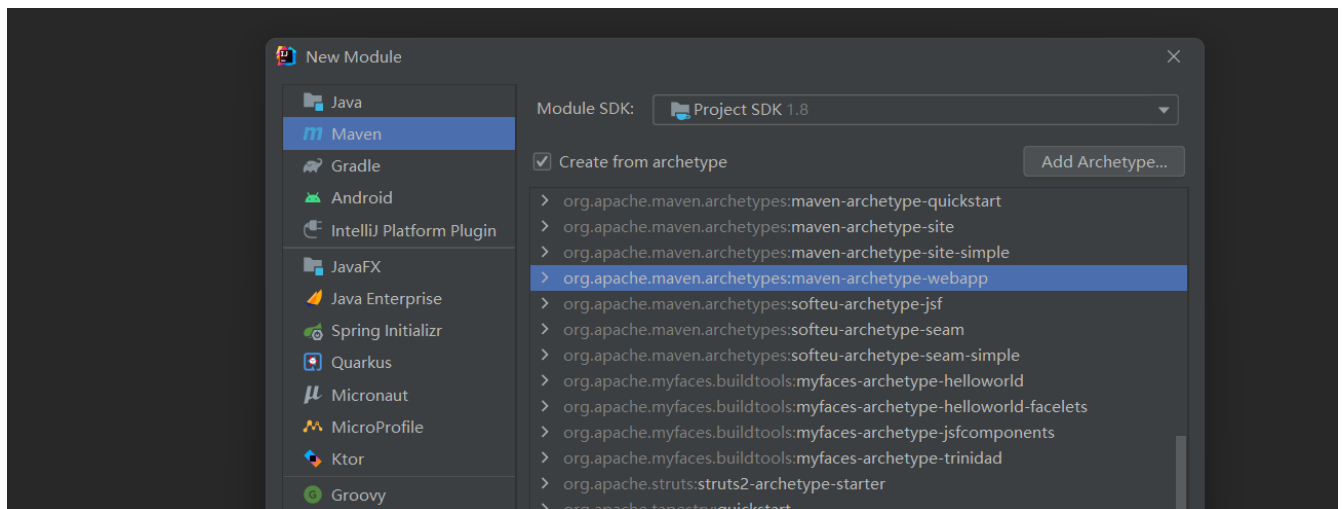 New Module
Java
Maven
Gradle
Android
IntelliJ Platform Plugin
JavaFX
Java Enterprise
Spring Initializr
Quarkus
Micronaut
MicroProfile
Ktor
Groovy
Module SDK: Project SDK 1.8
Create from archetype
Add Archetype...
org.apache.maven.archetypes:maven-archetype-quickstart
org.apache.maven.archetypes:maven-archetype-site
org.apache.maven.archetypes:maven-archetype-site-simple
org.apache.maven.archetypes:maven-archetype-webapp
org.apache.maven.archetypes:softeu-archetype-jsf
org.apache.maven.archetypes:softeu-archetype-seam
org.apache.maven.archetypes:softeu-archetype-seam-simple
org.apache.myfaces.buildtools:myfaces-archetype-helloworld
org.apache.myfaces.buildtools:myfaces-archetype-helloworld-facelets
org.apache.myfaces.buildtools:myfaces-archetype-jsfcomponents
org.apache.myfaces.buildtools:myfaces-archetype-trinidad
org.apache.struts:struts2-archetype-starter
org.apache.tapestry:quickstart